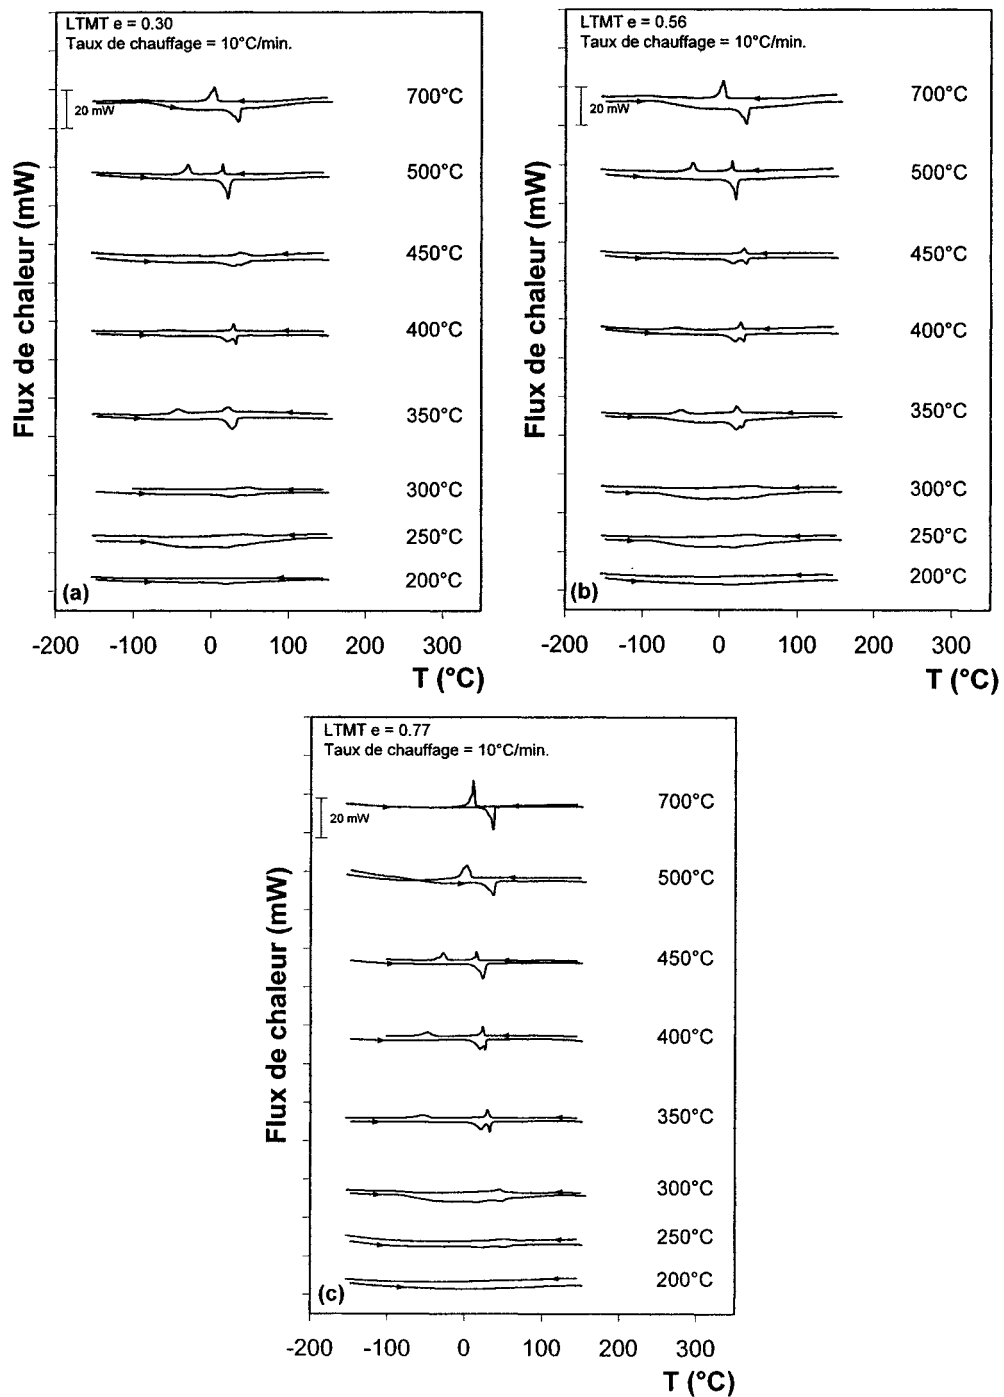 LTMT e = 0.30
Taux de chauffage = 10°C/min.
20 mW
700°C
500°C
450°C
400°C
350°C
300°C
250°C
200°C
(a)
Flux de chaleur (mW)
-200 -100 0 100 200 300
T (°C)
LTMT e = 0.56
Taux de chauffage = 10°C/min.
20 mW
700°C
500°C
450°C
400°C
350°C
300°C
250°C
200°C
(b)
Flux de chaleur (mW)
-200 -100 0 100 200 300
T (°C)
LTMT e = 0.77
Taux de chauffage = 10°C/min.
20 mW
700°C
500°C
450°C
400°C
350°C
300°C
250°C
200°C
(c)
Flux de chaleur (mW)
-200 -100 0 100 200 300
T (°C)